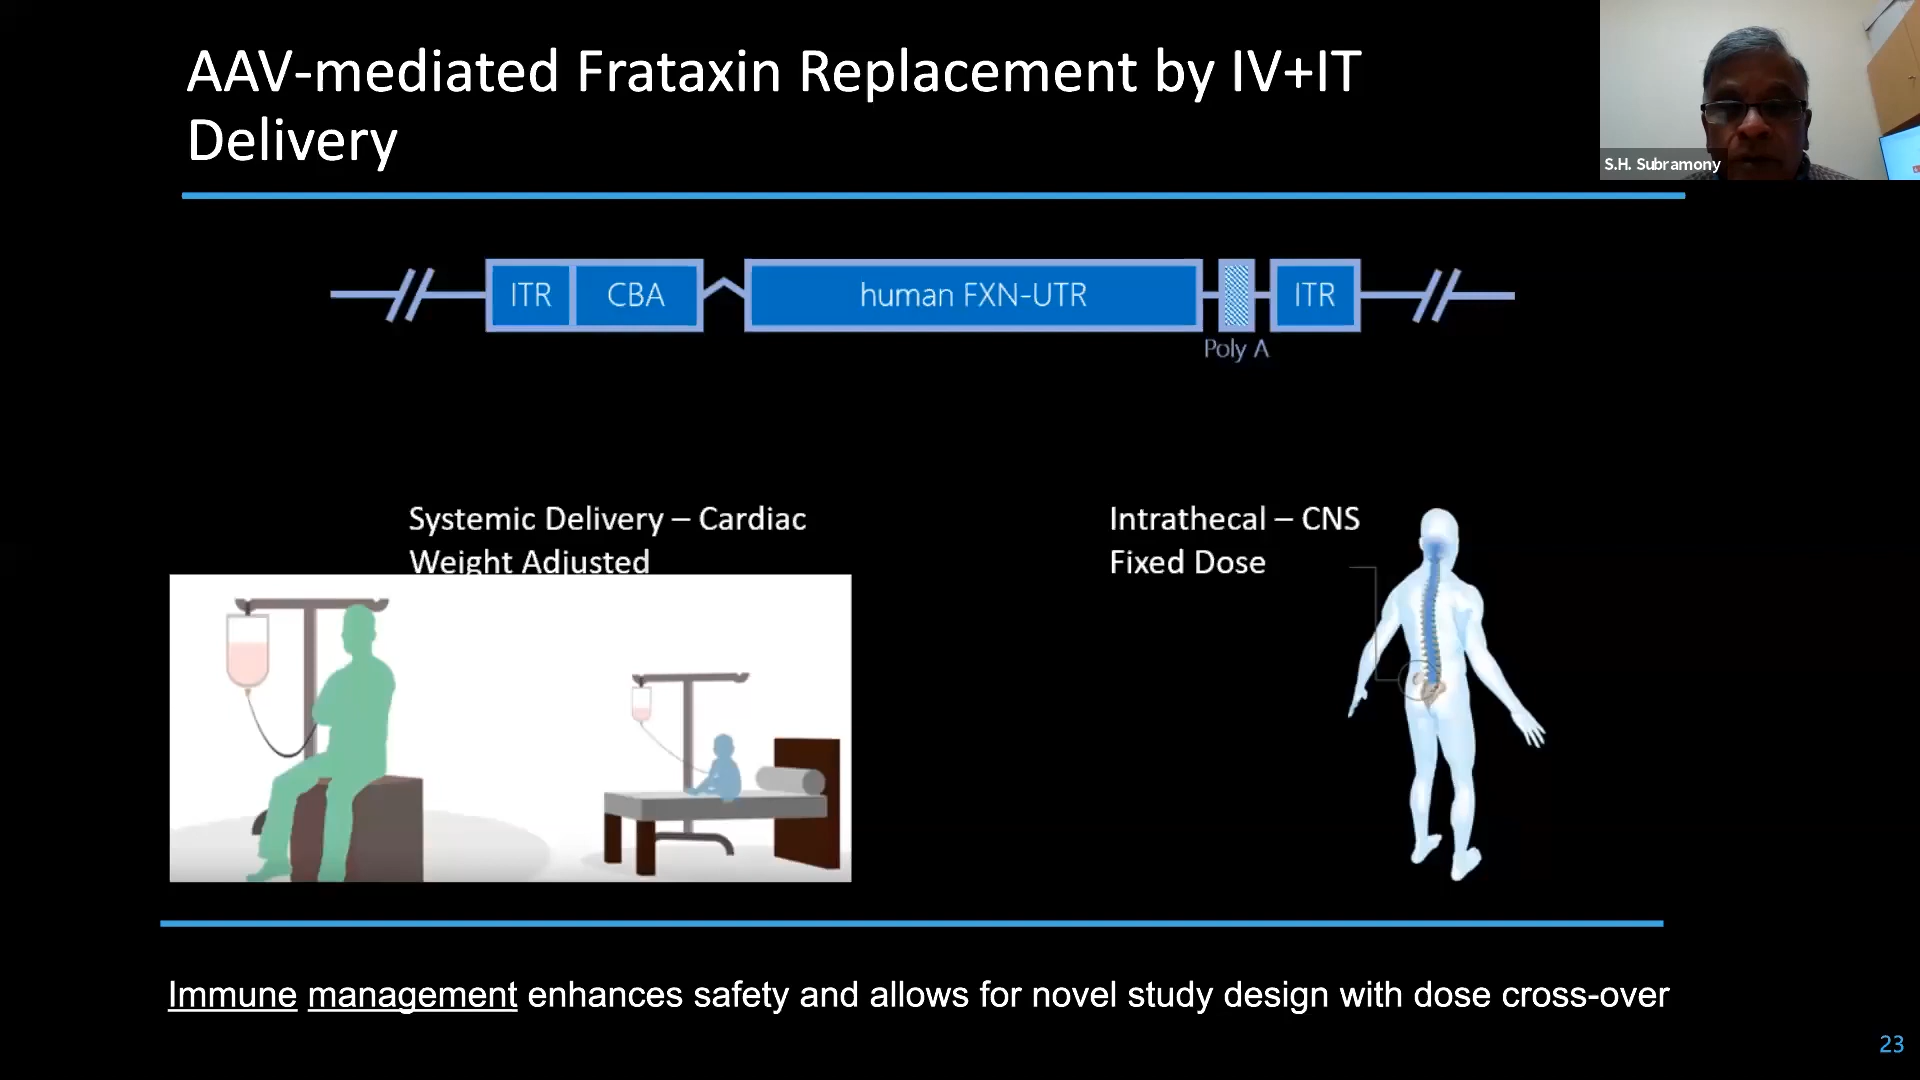 AAV-mediated Frataxin Replacement by IV+IT
Delivery
S.H. Subramony
ITR
CBA
human FXN-UTR
ITR
Poly A
Systemic Delivery – Cardiac
Weight Adjusted
Intrathecal – CNS
Fixed Dose
Immune management enhances safety and allows for novel study design with dose cross-over
23